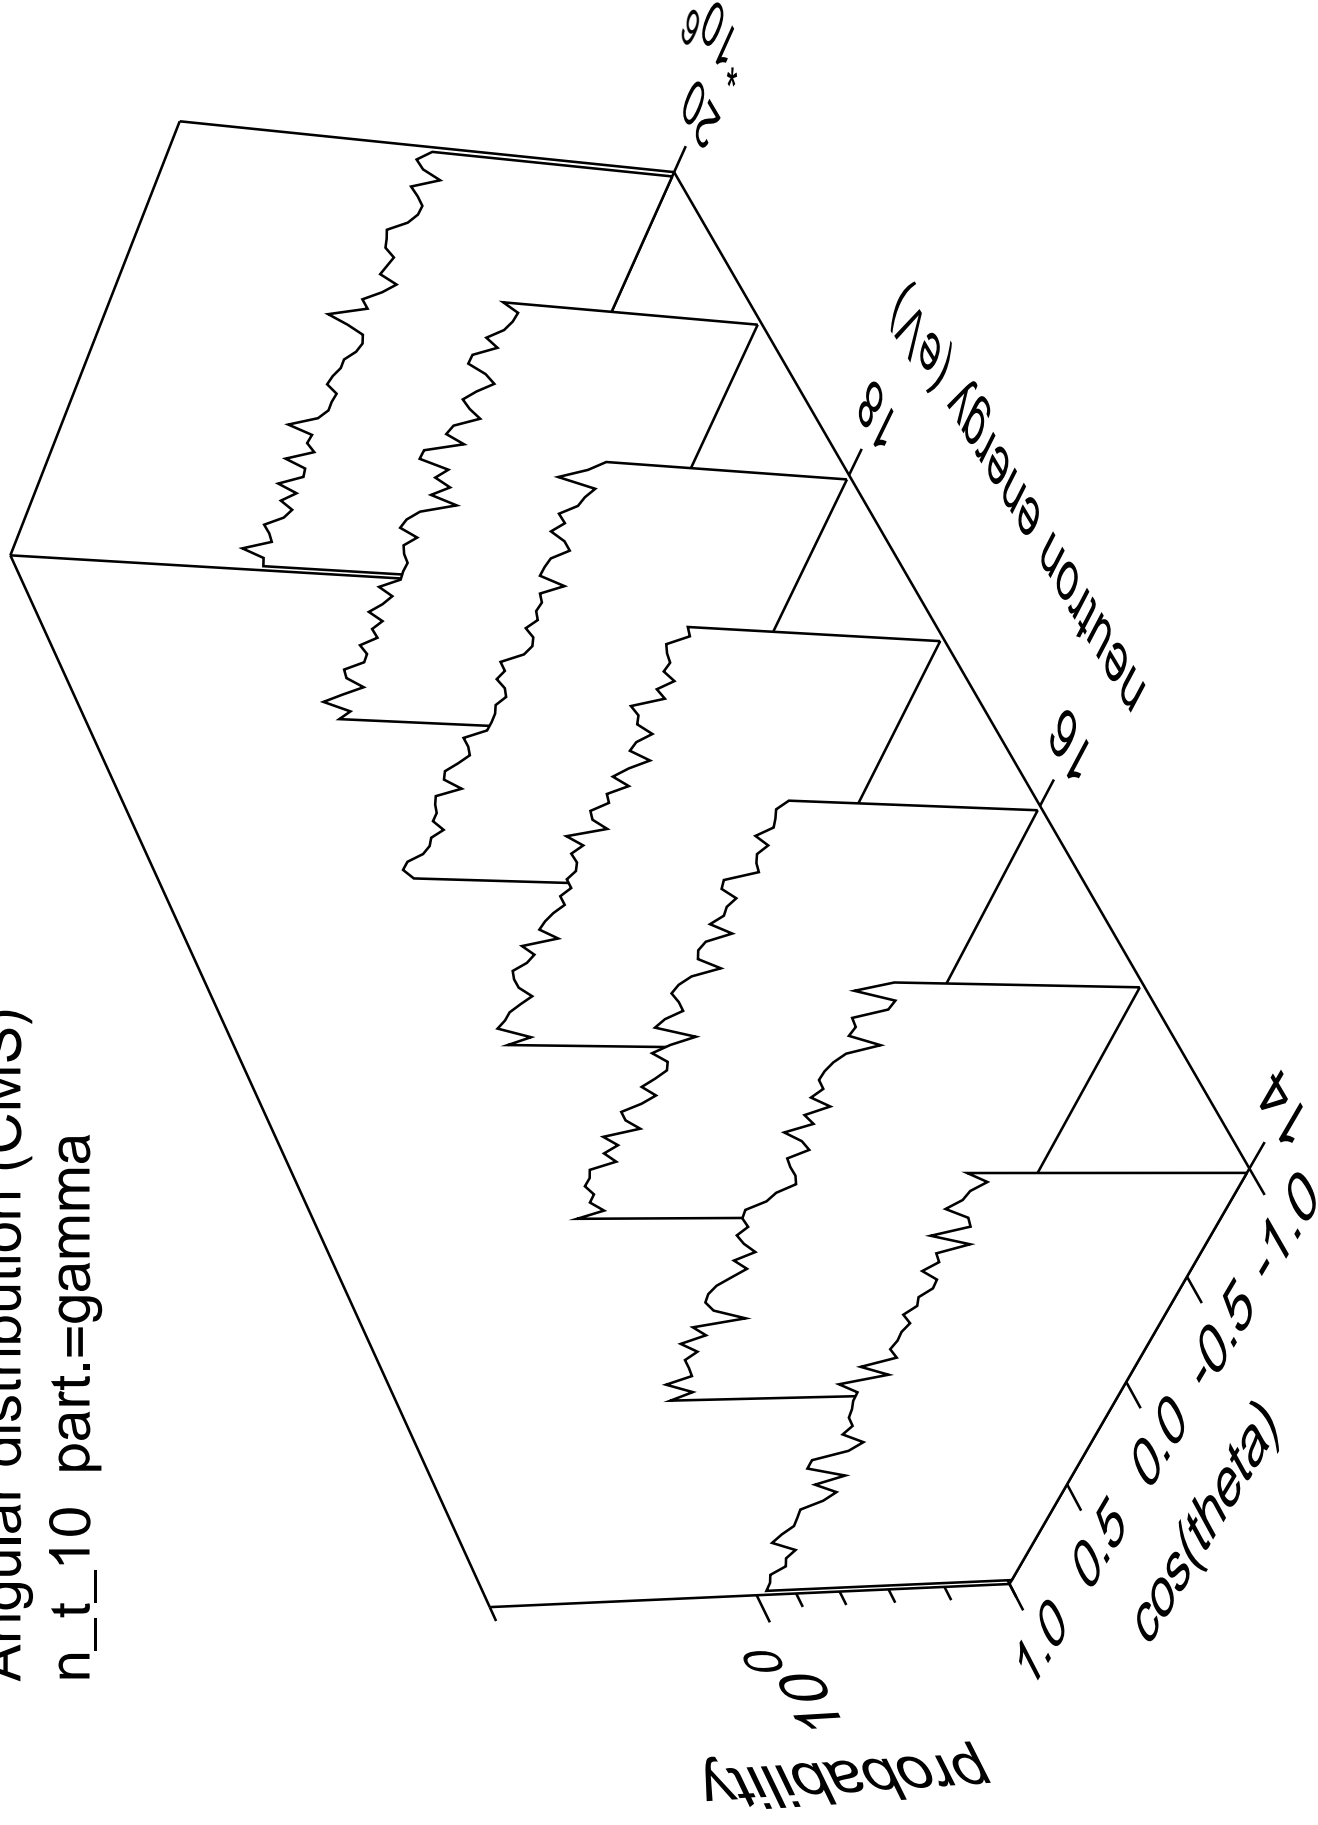 Angular distribution (CMS)
n_t_10 part.=gamma
probability
10^0
1.0 0.5 0.0 -0.5 -1.0
cos(theta)
14 16 18 20
*10^6
neutron energy (eV)